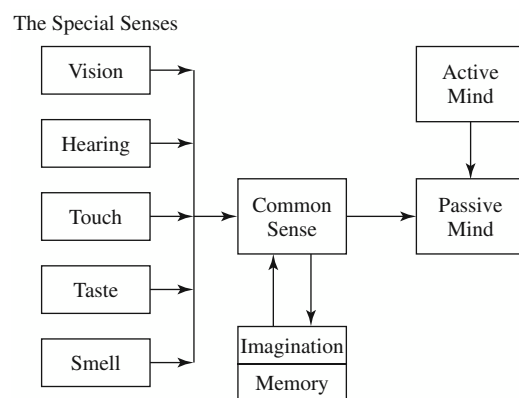 The Special Senses
Vision
Hearing
Touch
Taste
Smell
Common
Sense
Imagination
Memory
Active
Mind
Passive
Mind